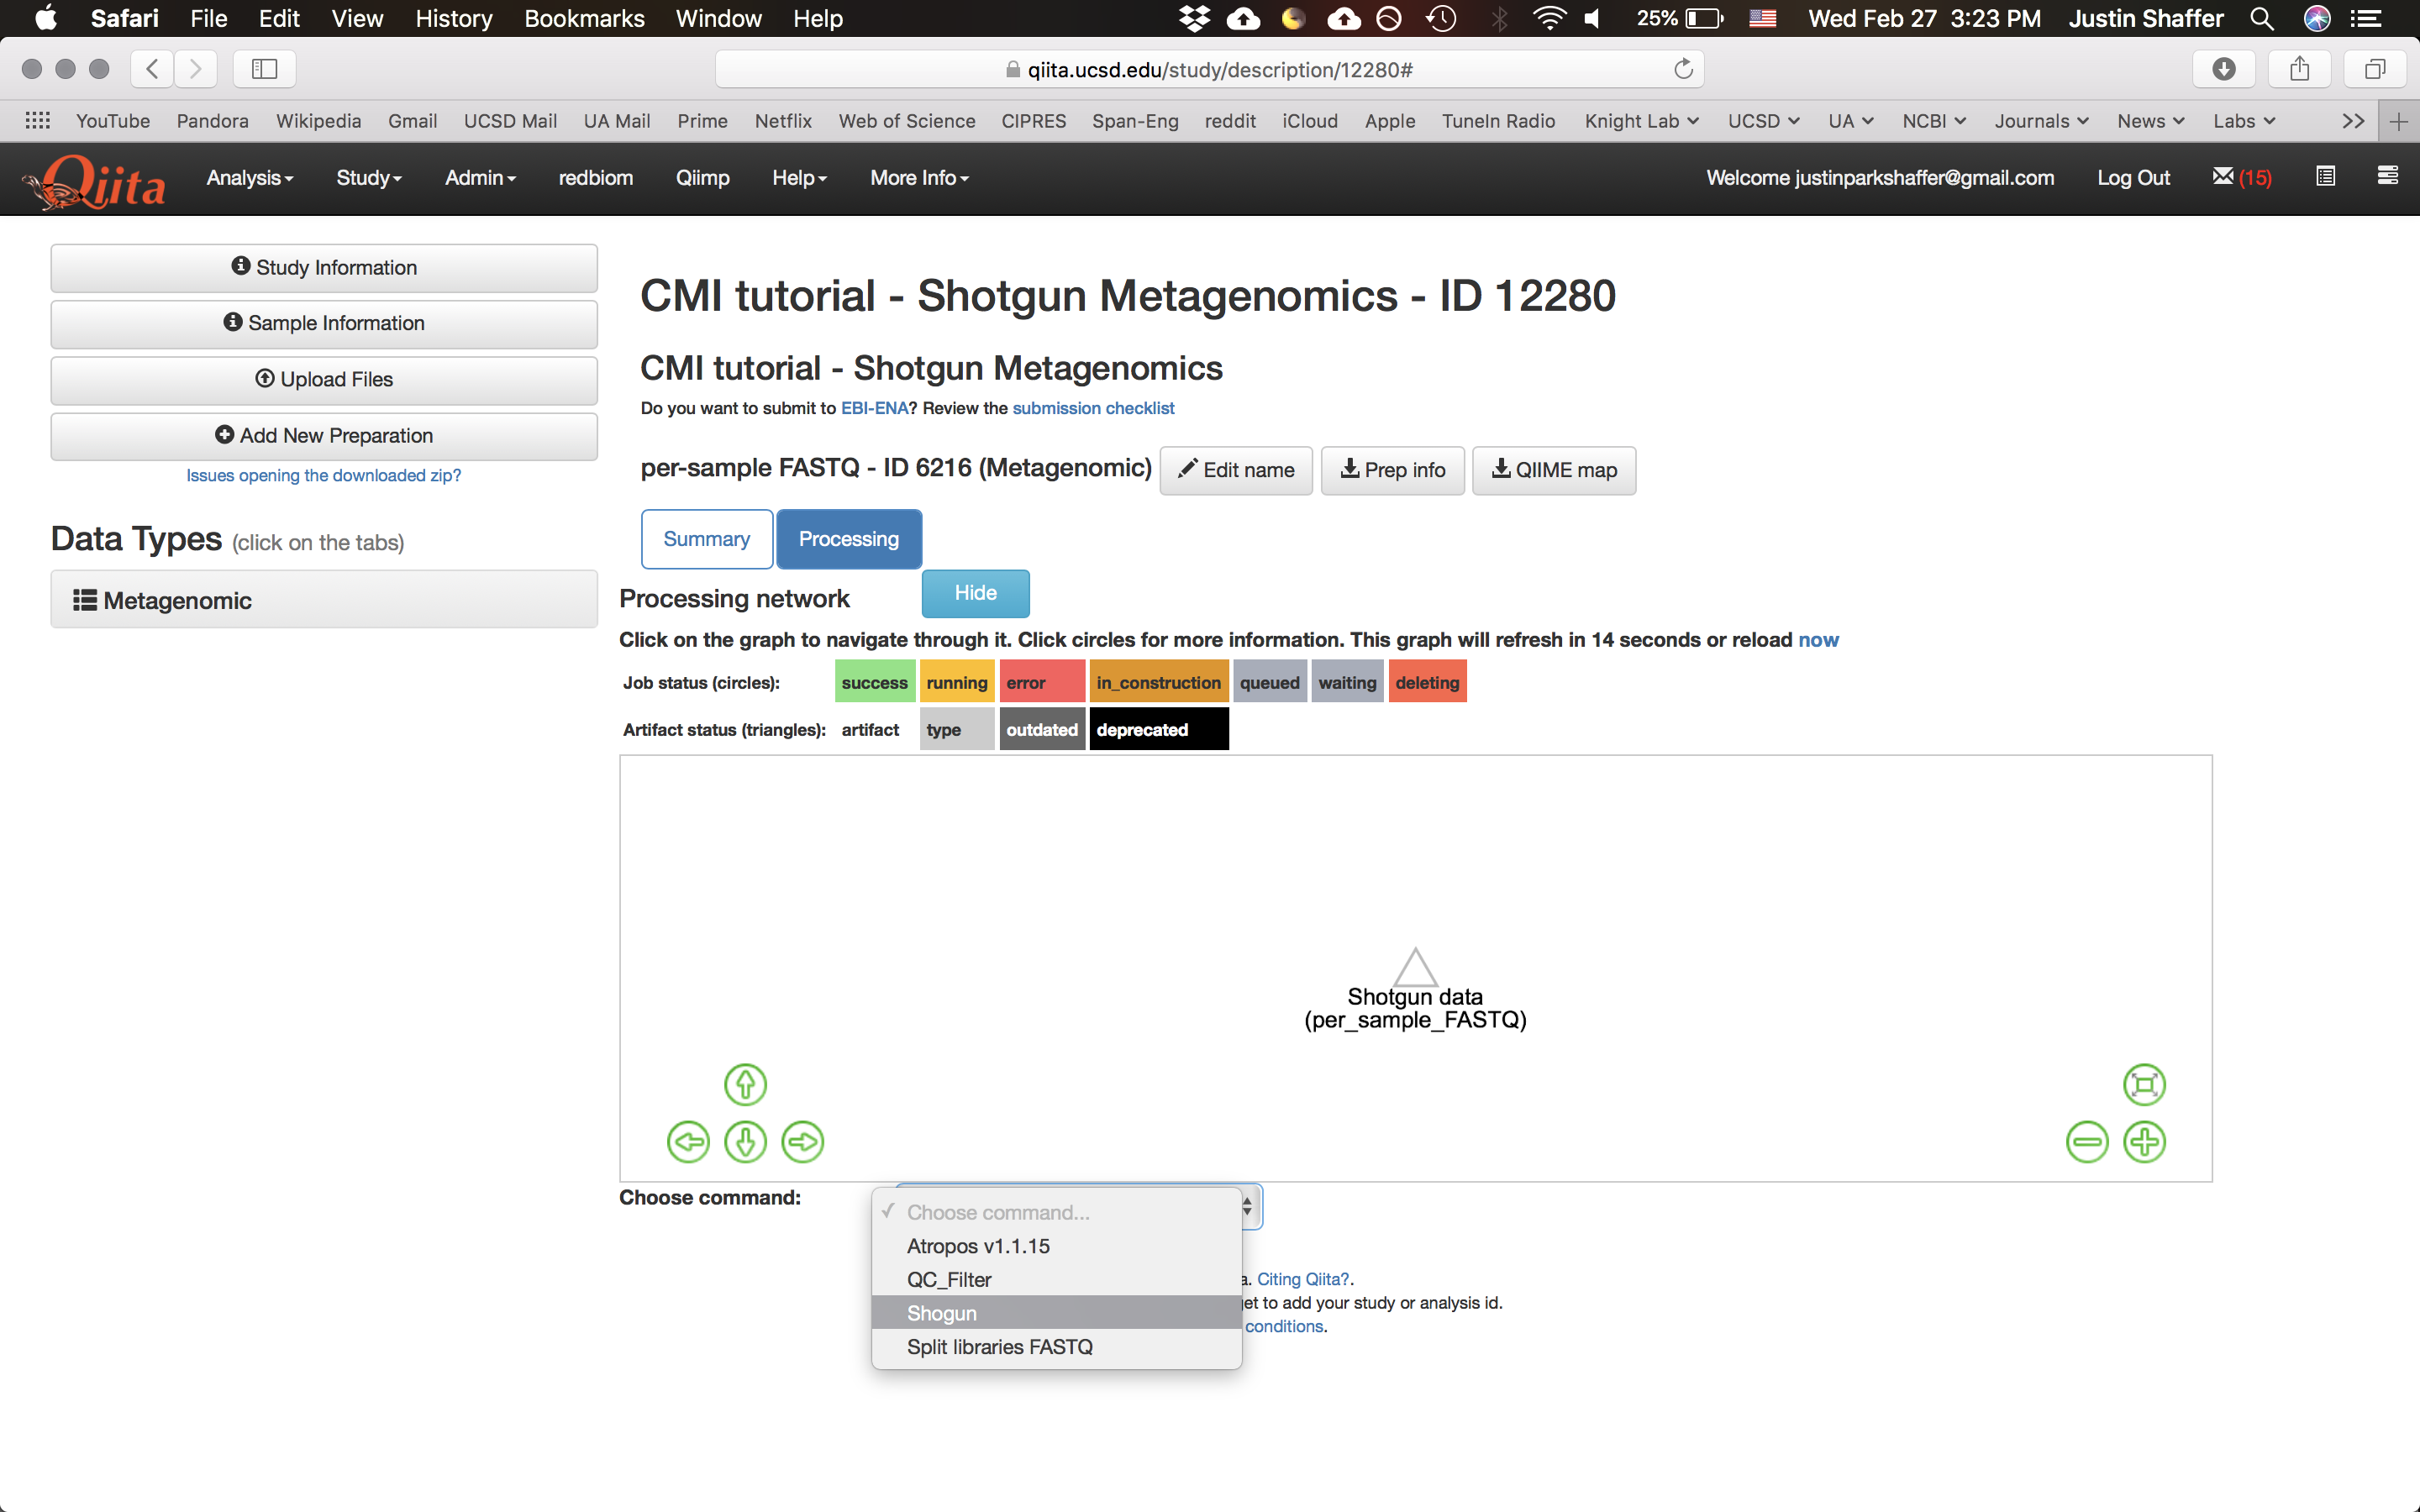 Safari File Edit View History Bookmarks Window Help 25% Wed Feb 27 3:23 PM Justin Shaffer
qiita.ucsd.edu/study/description/12280#
YouTube Pandora Wikipedia Gmail UCSD Mail UA Mail Prime Netflix Web of Science CIPRES Span-Eng reddit iCloud Apple TuneIn Radio Knight Lab UCSD UA NCBI Journals News Labs >> +
Qiita Analysis Study Admin redbiom Qiimp Help More Info Welcome justinparkshaffer@gmail.com Log Out (15)
Study Information
Sample Information
Upload Files
Add New Preparation
Issues opening the downloaded zip?
Data Types (click on the tabs)
Metagenomic
CMI tutorial - Shotgun Metagenomics - ID 12280
CMI tutorial - Shotgun Metagenomics
Do you want to submit to EBI-ENA? Review the submission checklist
per-sample FASTQ - ID 6216 (Metagenomic) Edit name Prep info QIIME map
Summary Processing
Processing network Hide
Click on the graph to navigate through it. Click circles for more information. This graph will refresh in 14 seconds or reload now
Job status (circles): success running error in_construction queued waiting deleting
Artifact status (triangles): artifact type outdated deprecated
Shotgun data
(per_sample_FASTQ)
Choose command:
✓ Choose command...
Atropos v1.1.15
QC_Filter
Shogun
Split libraries FASTQ
a. Citing Qiita?.
et to add your study or analysis id.
conditions.